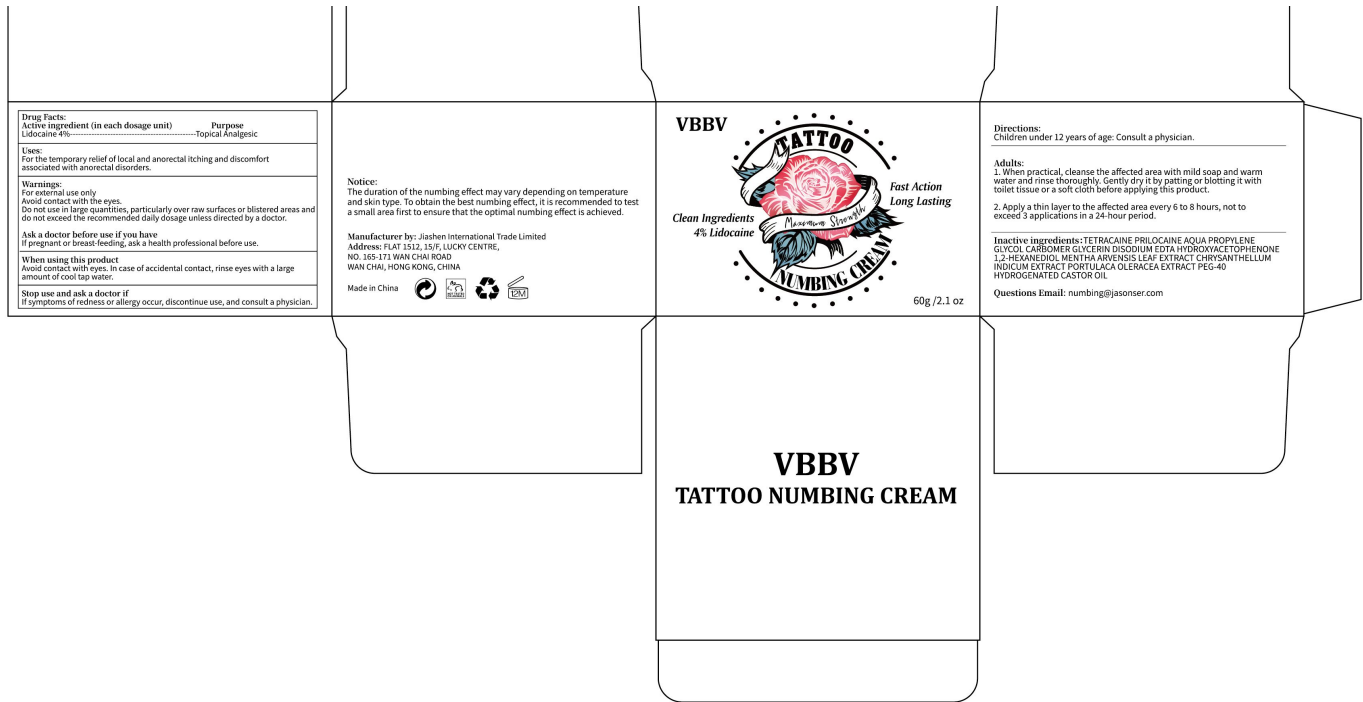 Drug Facts:
Active ingredient (in each dosage unit) Purpose
Lidocaine 4%------------------------------------------------Topical Analgesic
Uses:
For the temporary relief of local and anorectal itching and discomfort
associated with anorectal disorders.
Warnings:
For external use only
Avoid contact with the eyes.
Do not use in large quantities, particularly over raw surfaces or blistered areas and
do not exceed the recommended daily dosage unless directed by a doctor.
Ask a doctor before use if you have
If pregnant or breast-feeding, ask a health professional before use.
When using this product
Avoid contact with eyes. In case of accidental contact, rinse eyes with a large
amount of cool tap water.
Stop use and ask a doctor if
If symptoms of redness or allergy occur, discontinue use, and consult a physician.
Notice:
The duration of the numbing effect may vary depending on temperature
and skin type. To obtain the best numbing effect, it is recommended to test
a small area first to ensure that the optimal numbing effect is achieved.
Manufacturer by: Jiashen International Trade Limited
Address: FLAT 1512, 15/F, LUCKY CENTRE,
NO. 165-171 WAN CHAI ROAD
WAN CHAI, HONG KONG, CHINA
Made in China
12M
VBBV
TATTOO
Maximum Strength
NUMBING CREAM
Fast Action
Long Lasting
Clean Ingredients
4% Lidocaine
60g /2.1 oz
Directions:
Children under 12 years of age: Consult a physician.
Adults:
1. When practical, cleanse the affected area with mild soap and warm
water and rinse thoroughly. Gently dry it by patting or blotting it with
toilet tissue or a soft cloth before applying this product.
2. Apply a thin layer to the affected area every 6 to 8 hours, not to
exceed 3 applications in a 24-hour period.
Inactive ingredients:TETRACAINE PRILOCAINE AQUA PROPYLENE
GLYCOL CARBOMER GLYCERIN DISODIUM EDTA HYDROXYACETOPHENONE
1,2-HEXANEDIOL MENTHA ARVENSIS LEAF EXTRACT CHRYSANTHELLUM
INDICUM EXTRACT PORTULACA OLERACEA EXTRACT PEG-40
HYDROGENATED CASTOR OIL
Questions Email: numbing@jasonser.com
VBBV
TATTOO NUMBING CREAM